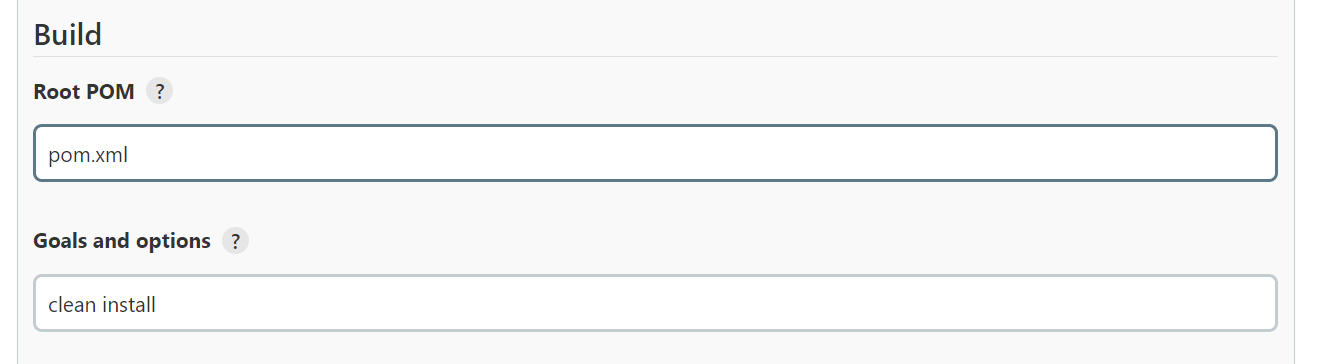 Build
Root POM ?
pom.xml
Goals and options ?
clean install